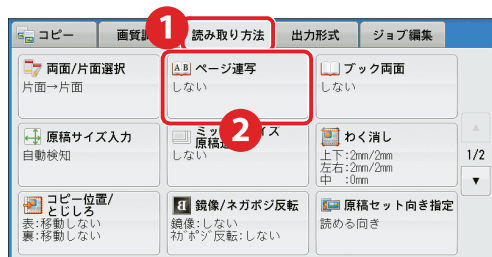 コピー
画質
1
読み取り方法
出力形式
ジョブ編集
両面/片面選択
片面→片面
AB ページ連写
しない
ブック両面
しない
原稿サイズ入力
自動検知
2
ミッ
イズ
原稿
しない
わく消し
上下:2mm/2mm
左右:2mm/2mm
中 :0mm
1/2
コピー位置/
とじしろ
表:移動しない
裏:移動しない
鏡像/ネガポジ反転
鏡像:しない
ネガポジ反転:しない
原稿セット向き指定
読める向き